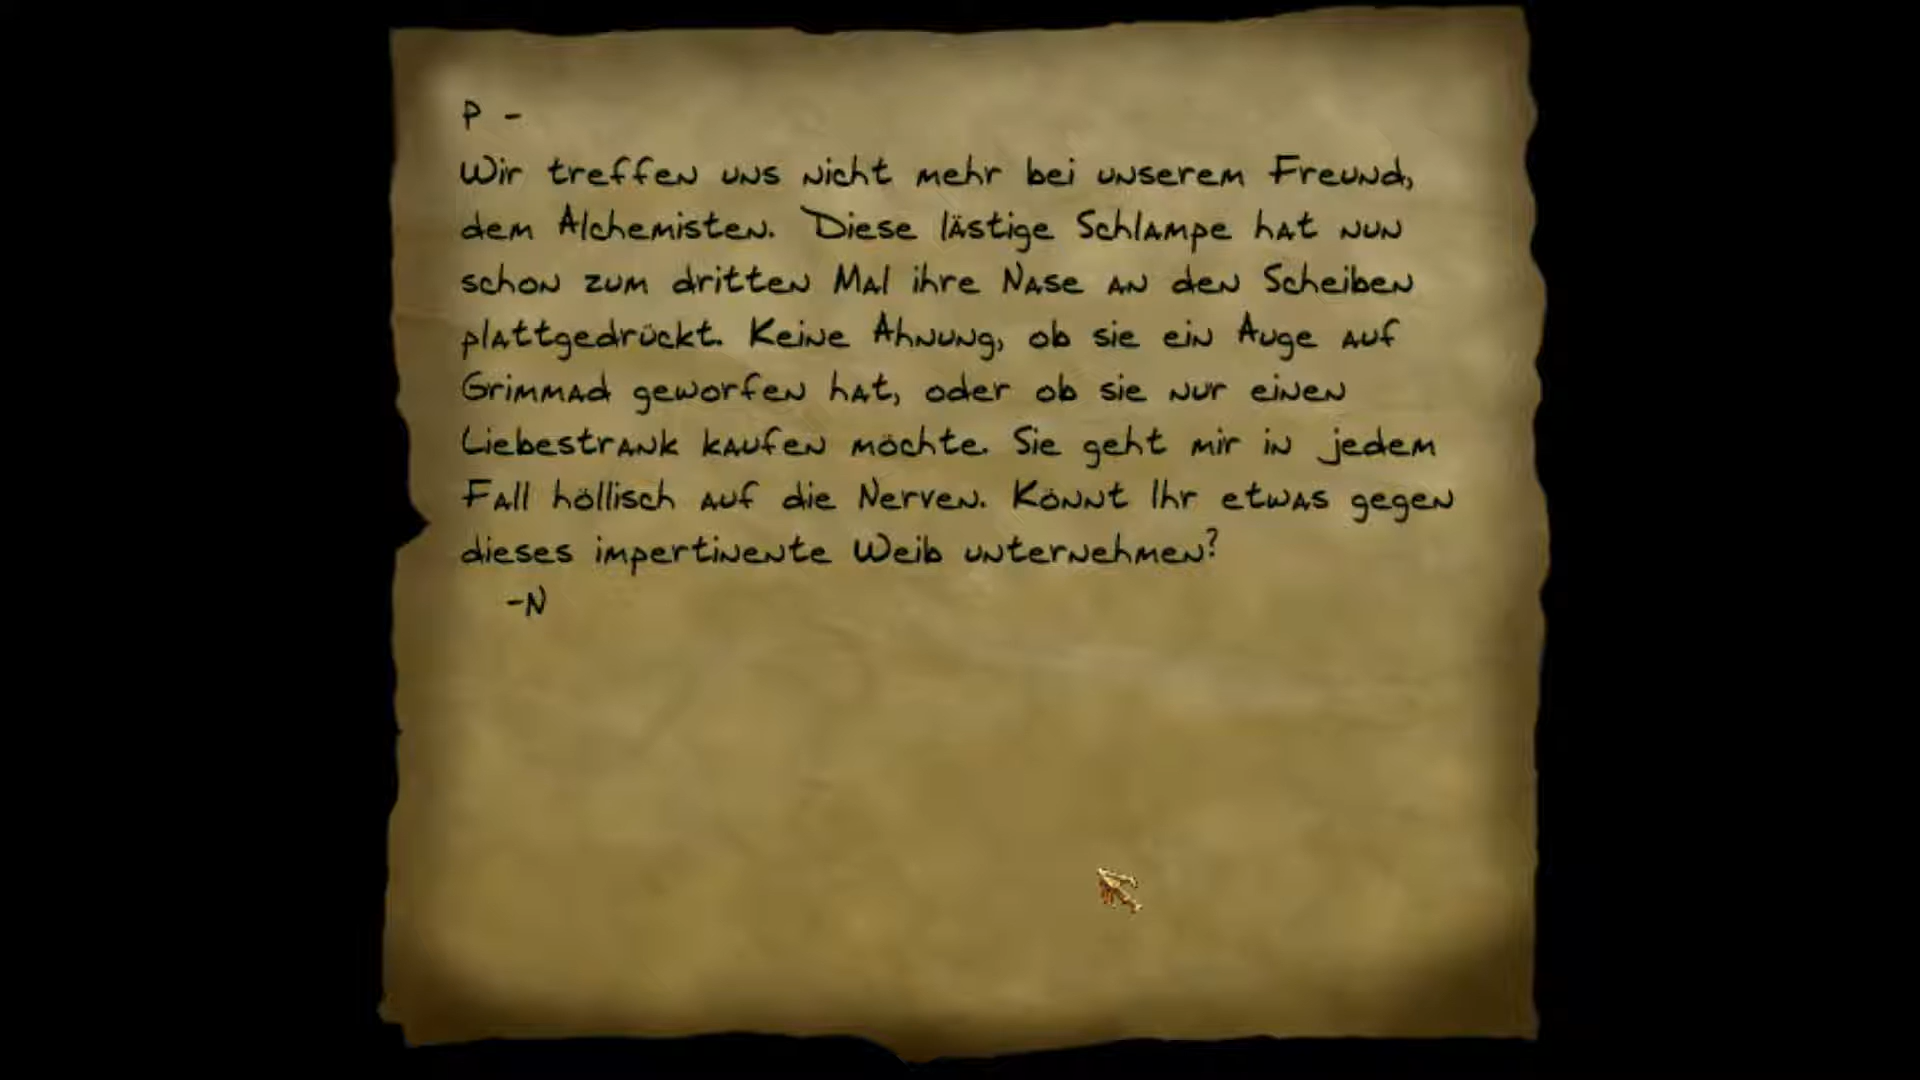 P -
Wir treffen uns nicht mehr bei unserem Freund,
dem Alchemisten. Diese lästige Schlampe hat nun
schon zum dritten Mal ihre Nase an den Scheiben
plattgedrückt. Keine Ahnung, ob sie ein Auge auf
Grimmad geworfen hat, oder ob sie nur einen
Liebestrank kaufen möchte. Sie geht mir in jedem
Fall höllisch auf die Nerven. Könnt Ihr etwas gegen
dieses impertinente Weib unternehmen?
-N